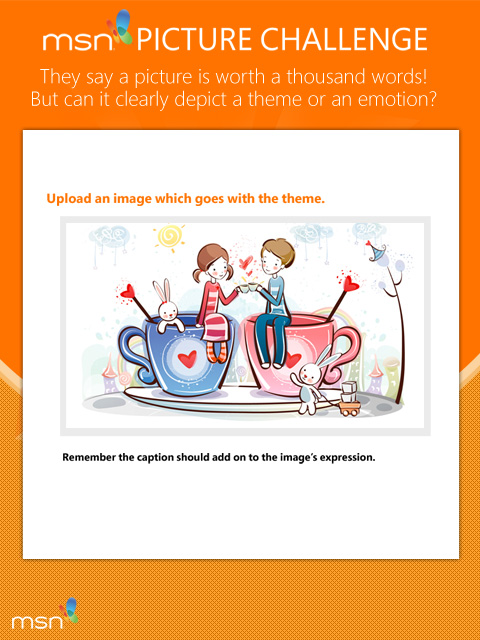 msn PICTURE CHALLENGE
They say a picture is worth a thousand words!
But can it clearly depict a theme or an emotion?
Upload an image which goes with the theme.
Remember the caption should add on to the image's expression.
msn